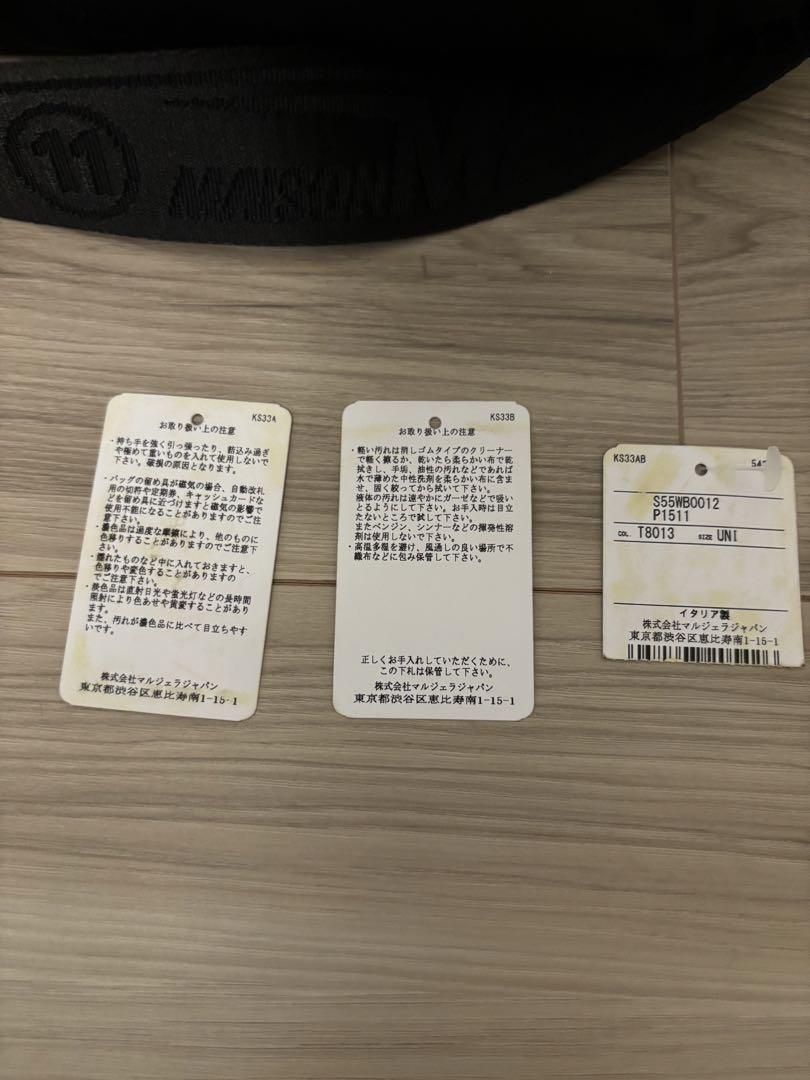 11
MAISON M
KS33A
お取り扱い上の注意
・持ち手を強く引っ張ったり、詰込み過ぎ
や極めて重いものを入れて使用しないで
下さい。破損の原因となります。
・バッグの留め具が磁気の場合、自動改札
用の切符や定期券、キャッシュカードな
どを留め具に近づけますと磁気の影響で
使用不能になることがありますのでご注
意下さい。
・濃色品は過度な摩擦により、他のものに
色移りすることがありますのでご注意下
さい。
・濡れたものなど中に入れておきますと、
色移りや変色することがありますの
でご注意下さい。
・淡色品は直射日光や蛍光灯などの長時間
照射により色あせや黄変することがあり
ます。
また、汚れが濃色品に比べて目立ちやす
いです。
株式会社マルジェラジャパン
東京都渋谷区恵比寿南1-15-1
KS33B
お取り扱い上の注意
・軽い汚れは消しゴムタイプのクリーナー
で軽く擦るか、乾いたら柔らかい布で乾
拭きし、手垢、油性の汚れなどであれば
水で薄めた中性洗剤を柔らかい布に含ま
せ、固く絞ってから拭いて下さい。
液体の汚れは速やかにガーゼなどで吸い
とるようにして下さい。お手入時は目立
たないところで試して下さい。
またベンジン、シンナーなどの揮発性溶
剤は使用しないで下さい。
・高温多湿を避け、風通しの良い場所で不
織布などに包み保管して下さい。
正しくお手入れしていただくために、
この下札は保管して下さい。
株式会社マルジェラジャパン
東京都渋谷区恵比寿南1-15-1
KS33AB
S55WB0012
P1511
COL. T8013 SIZE UNI
イタリア製
株式会社マルジェラジャパン
東京都渋谷区恵比寿南1-15-1